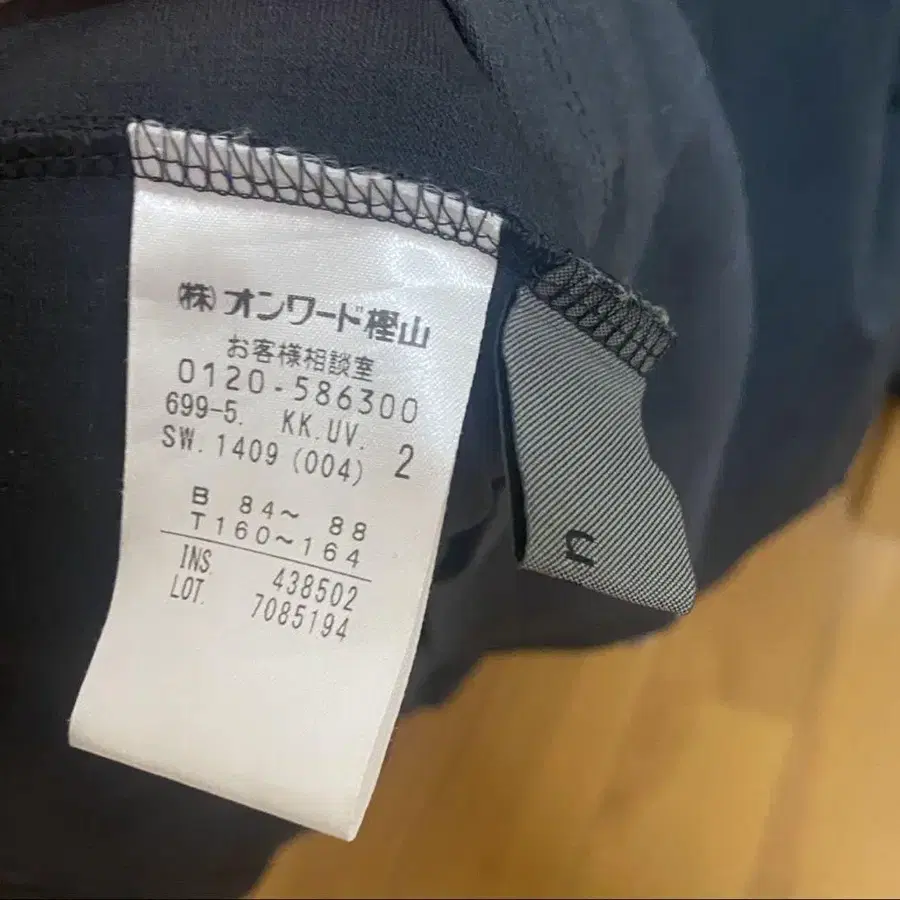 (株)オンワード樫山
お客様相談室
0120-586300
699-5. KK.UV.
SW.1409(004) 2
B 84～ 88
T160～164
INS. 438502
LOT. 7085194